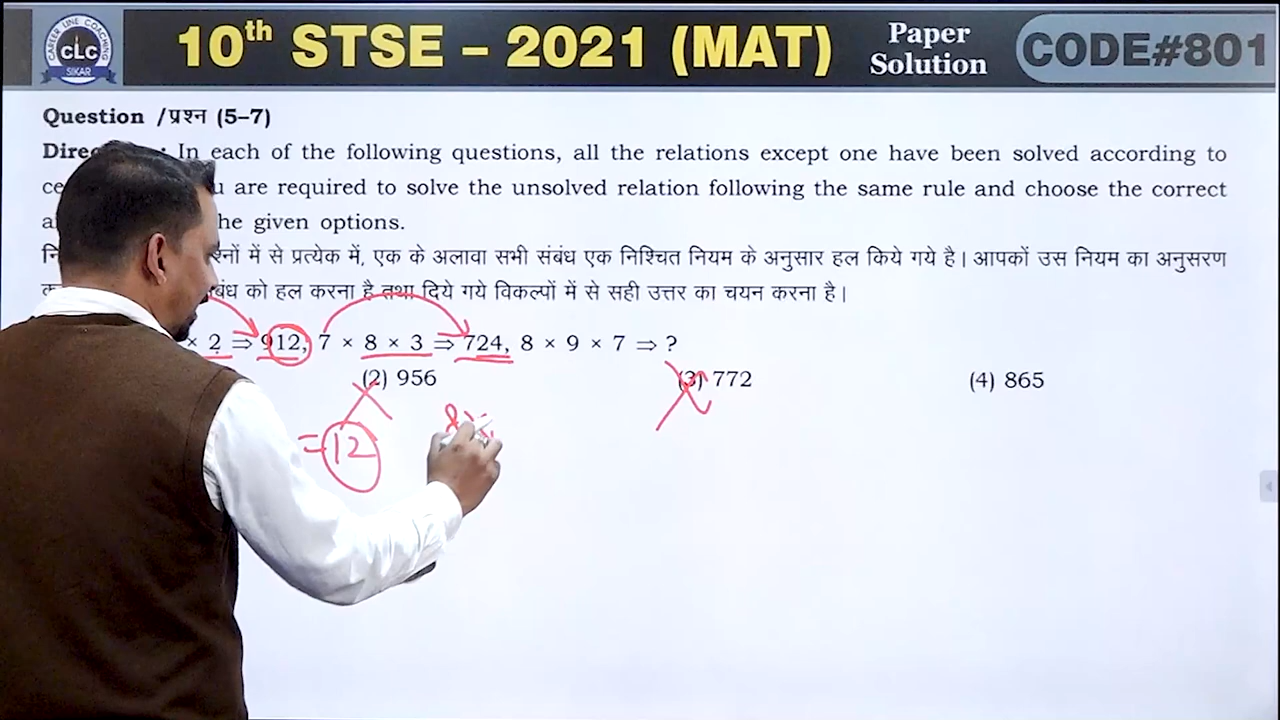 CAREER LINE COACHING
CLC
SIKAR
10th STSE – 2021 (MAT)
Paper
Solution
CODE#801
Question /प्रश्न (5–7)
: In each of the following questions, all the relations except one have been solved according to
are required to solve the unsolved relation following the same rule and choose the correct
he given options.
में से प्रत्येक में, एक के अलावा सभी संबंध एक निश्चित नियम के अनुसार हल किये गये है। आपकों उस नियम का अनुसरण
को हल करना है तथा दिये गये विकल्पों में से सही उत्तर का चयन करना है।
× 2 ⇒ 912, 7 × 8 × 3 ⇒ 724, 8 × 9 × 7 ⇒ ?
(2) 956 (3) 772 (4) 865
= 12 8 ×